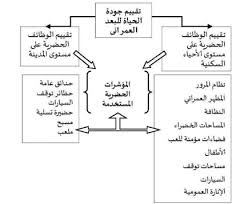 تقييم جودة
الحياة للبعد
العمراني
تقييم الوظائف
الحضرية على
مستوى الأحياء
السكنية
تقييم الوظائف
الحضرية على
مستوى المدينة
المؤشرات
الحضرية
المستخدمة
نظام المرور
المظهر العمراني
النظافة
المساحات الخضراء
فضاءات مؤمنة للعب
الأطفال
مساحات توقف
السيارات
الإنارة العمومية
حدائق عامة
حظائر توقف
السيارات
حضيرة تسلية
مسبح
ملعب